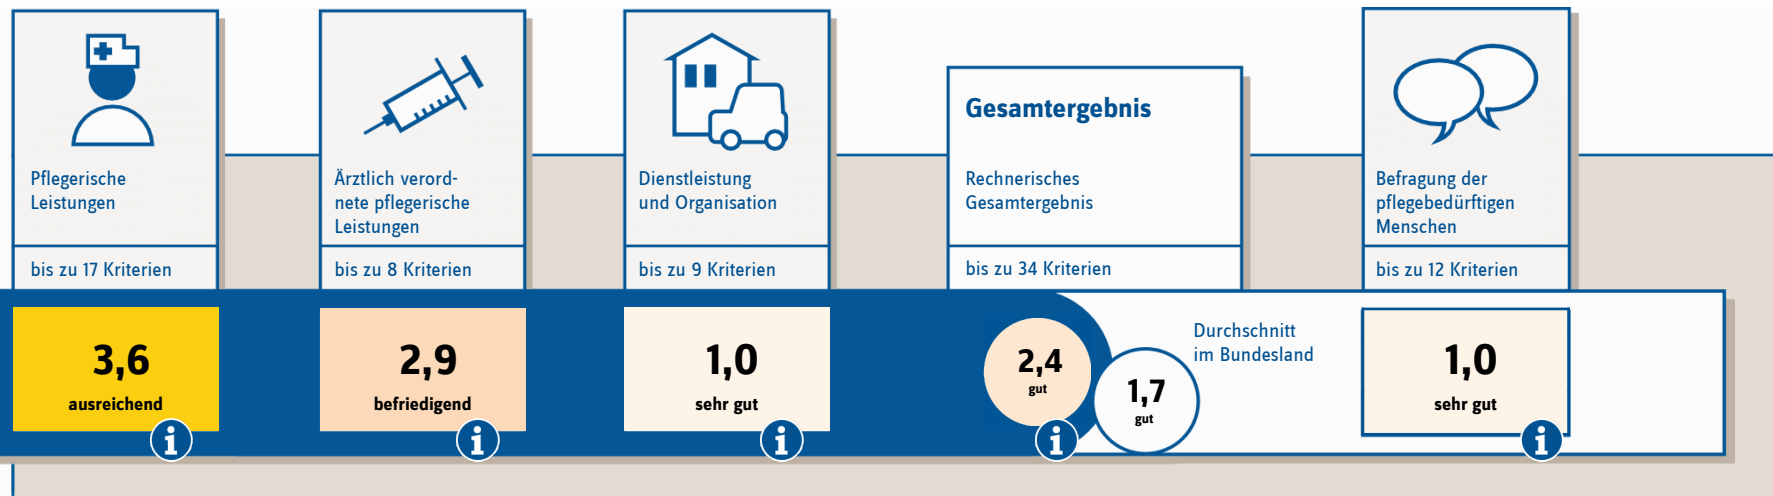 Pflegerische
Leistungen
bis zu 17 Kriterien
3,6
ausreichend
i
Ärztlich verord-
nete pflegerische
Leistungen
bis zu 8 Kriterien
2,9
befriedigend
i
Dienstleistung
und Organisation
bis zu 9 Kriterien
1,0
sehr gut
i
Gesamtergebnis
Rechnerisches
Gesamtergebnis
bis zu 34 Kriterien
2,4
gut
i
1,7
gut
Durchschnitt
im Bundesland
Befragung der
pflegebedürftigen
Menschen
bis zu 12 Kriterien
1,0
sehr gut
i